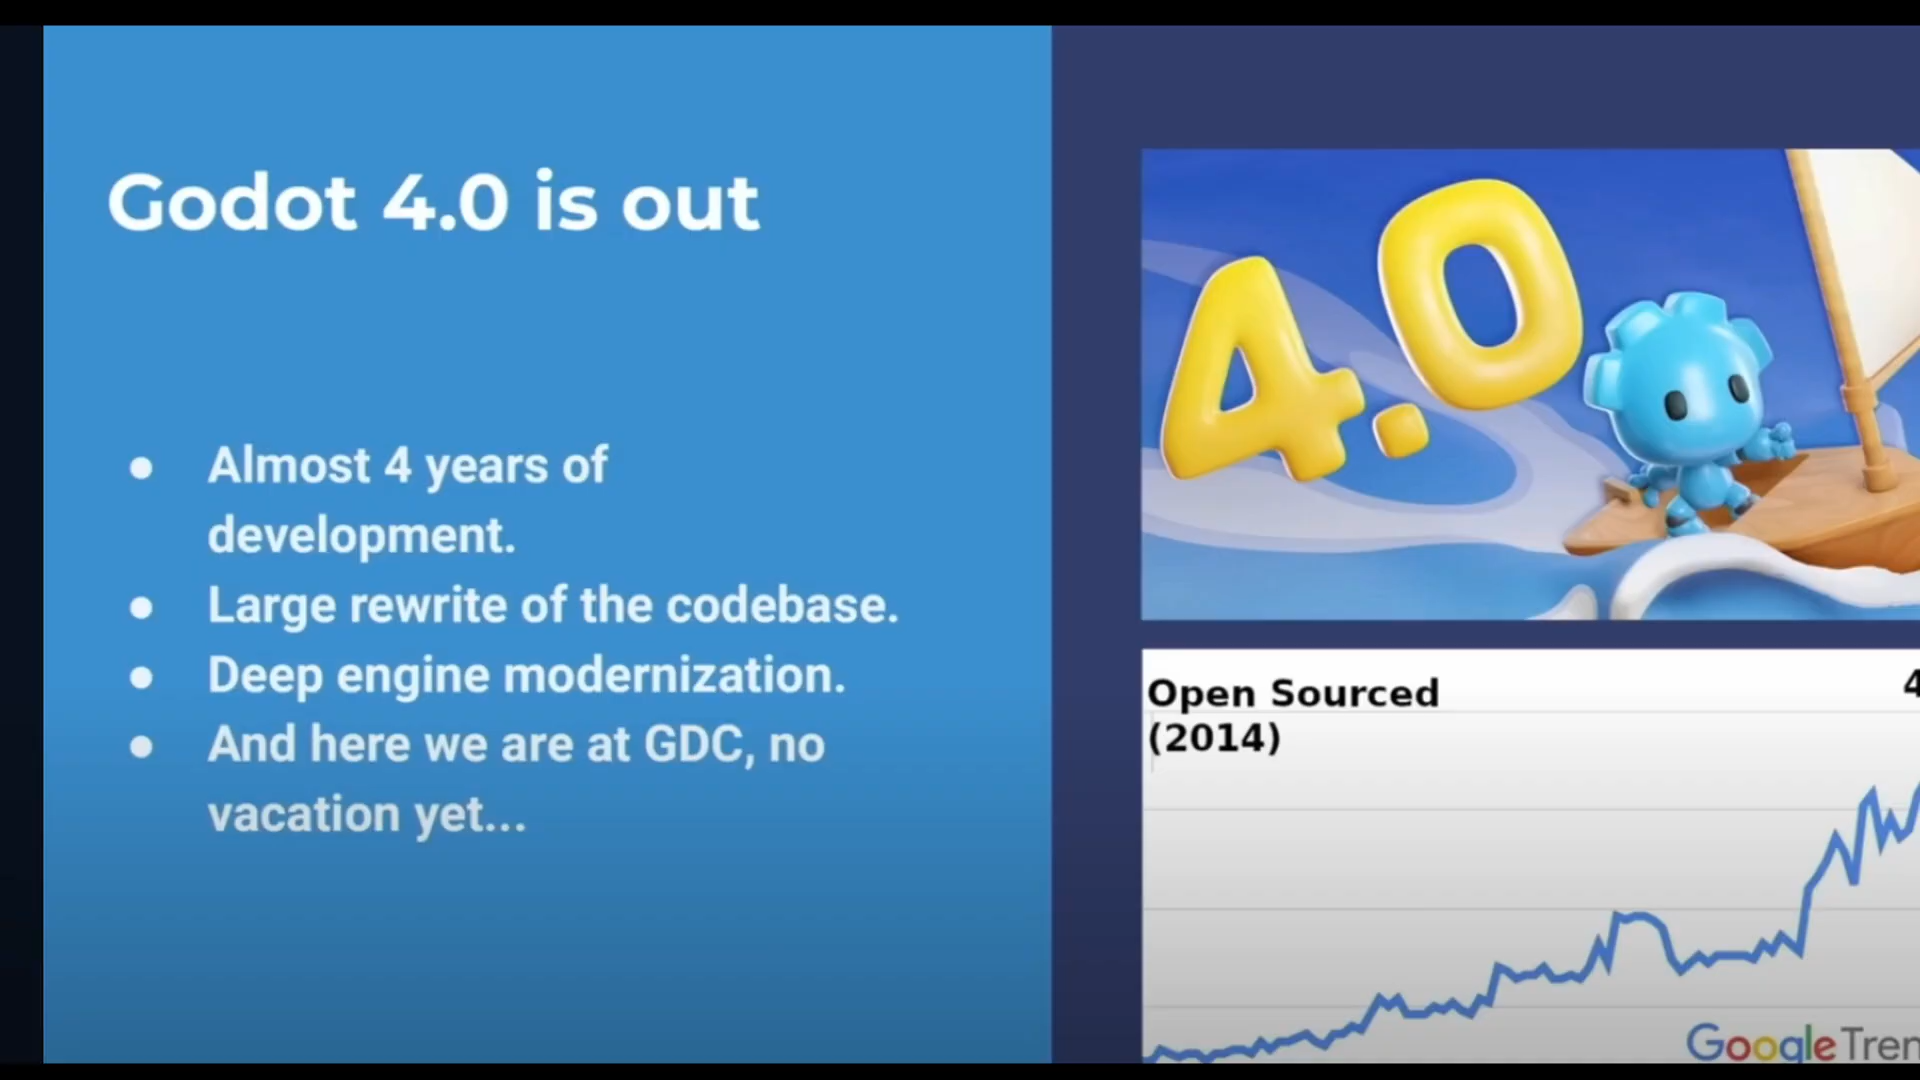 Godot 4.0 is out
● Almost 4 years of
development.
● Large rewrite of the codebase.
● Deep engine modernization.
● And here we are at GDC, no
vacation yet...
4.0
Open Sourced
(2014)
4
Google Tren